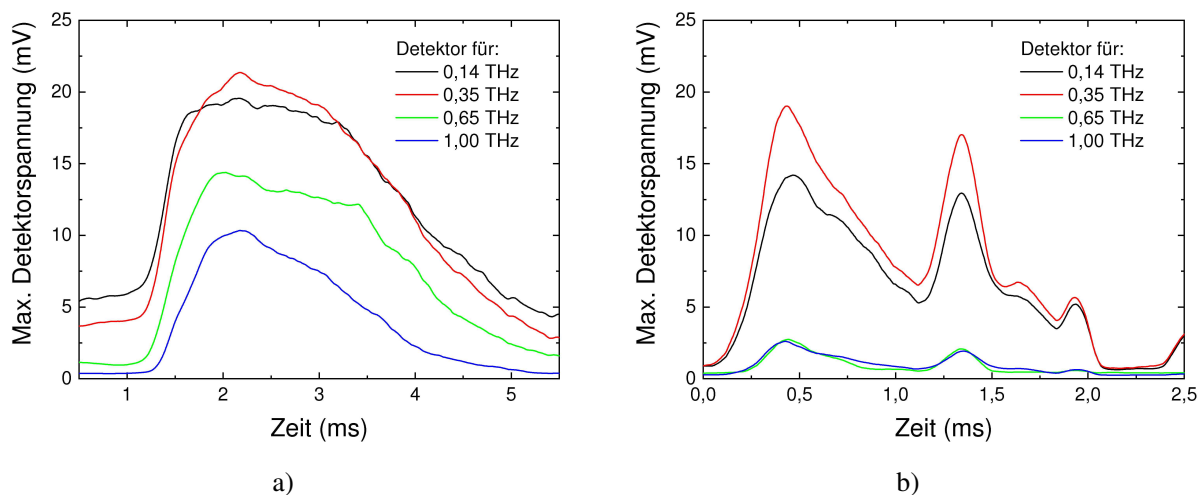 Max. Detektorspannung (mV)
25
20
15
10
5
0
1
2
3
4
5
Zeit (ms)
Detektor für:
0,14 THz
0,35 THz
0,65 THz
1,00 THz
a)
Max. Detektorspannung (mV)
25
20
15
10
5
0
0,0
0,5
1,0
1,5
2,0
2,5
Zeit (ms)
Detektor für:
0,14 THz
0,35 THz
0,65 THz
1,00 THz
b)